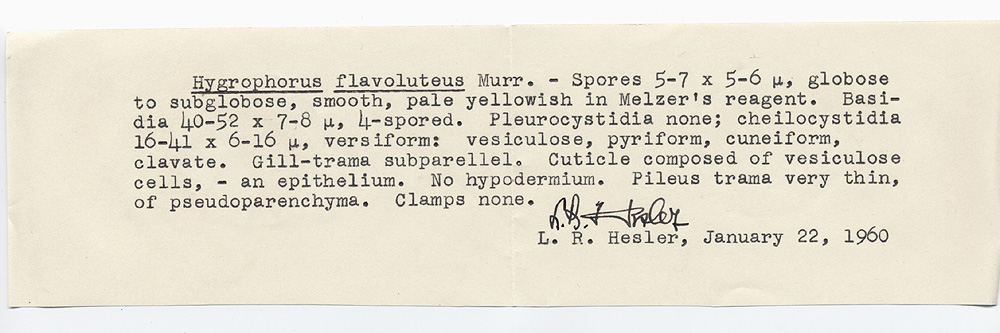 Hygrophorus flavoluteus Murr. - Spores 5-7 x 5-6 µ, globose
to subglobose, smooth, pale yellowish in Melzer's reagent. Basi-
dia 40-52 x 7-8 µ, 4-spored. Pleurocystidia none; cheilocystidia
16-41 x 6-16 µ, versiform: vesiculose, pyriform, cuneiform,
clavate. Gill-trama subparellel. Cuticle composed of vesiculose
cells, - an epithelium. No hypodermium. Pileus trama very thin,
of pseudoparenchyma. Clamps none.
L. R. Hesler
L. R. Hesler, January 22, 1960